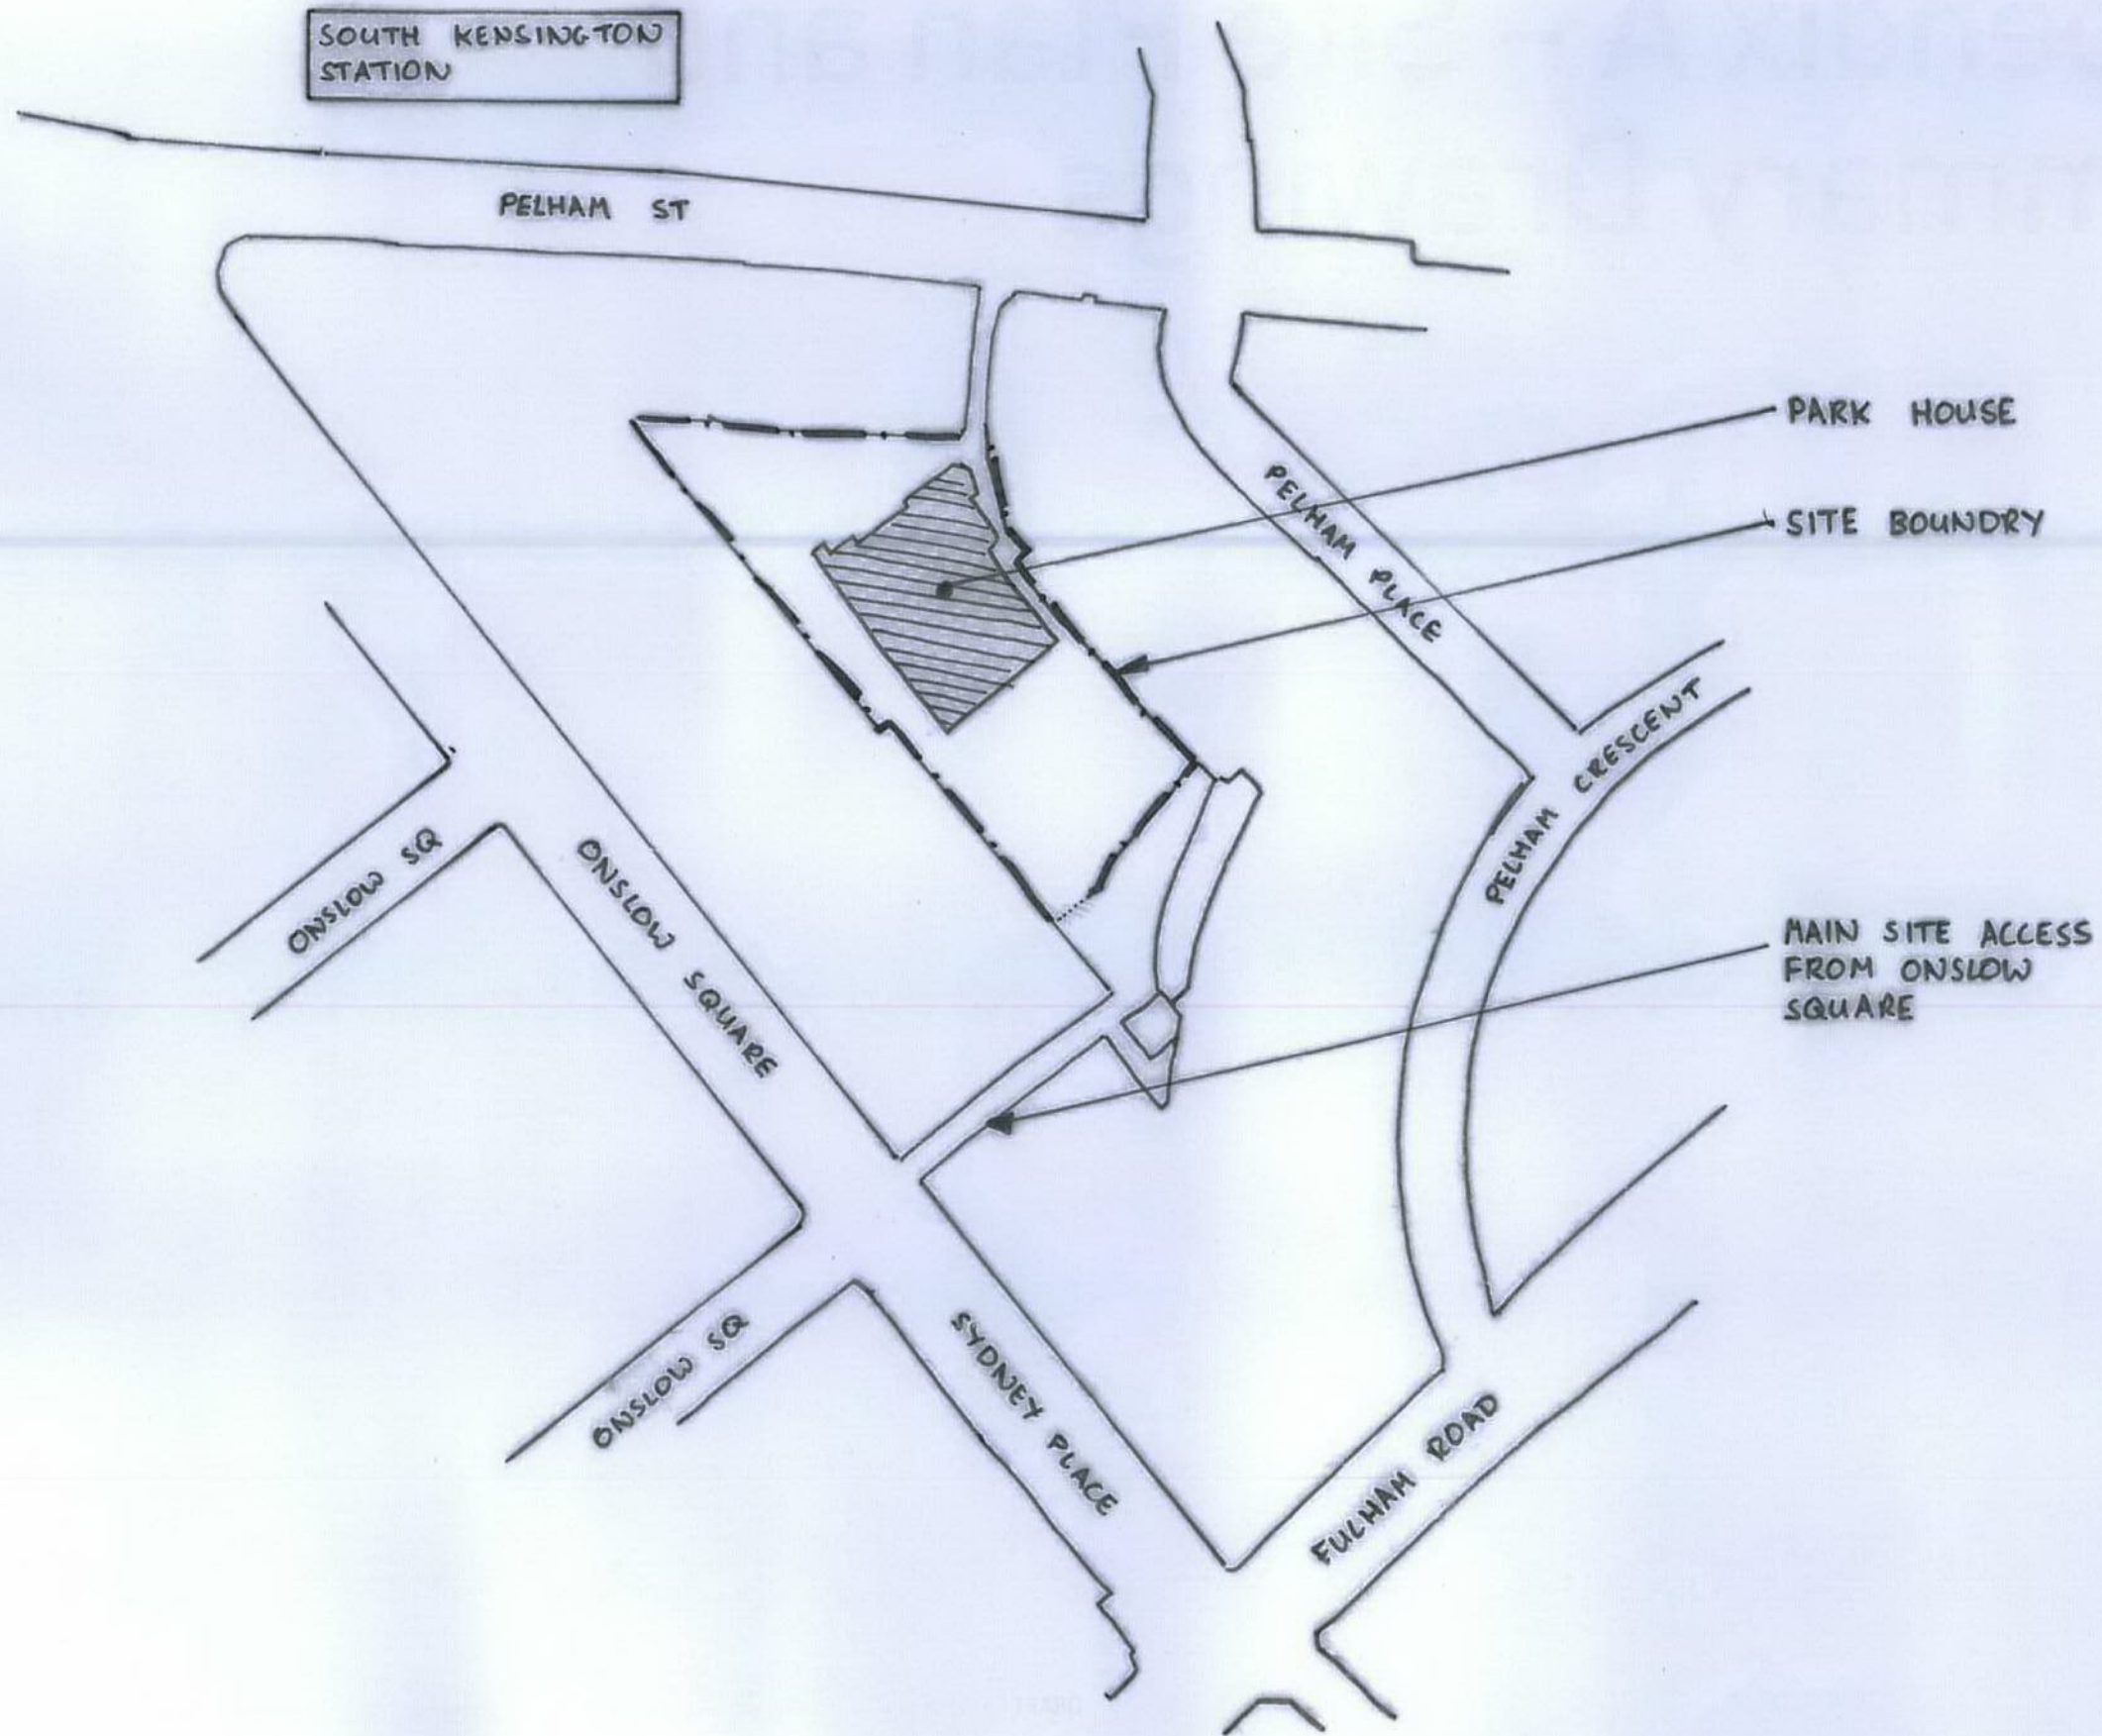 SOUTH KENSINGTON
STATION
PELHAM ST
PARK HOUSE
SITE BOUNDRY
PELHAM PLACE
PELHAM CRESCENT
ONSLOW SQ
ONSLOW SQUARE
MAIN SITE ACCESS
FROM ONSLOW
SQUARE
ONSLOW SQ
SYDNEY PLACE
FULHAM ROAD